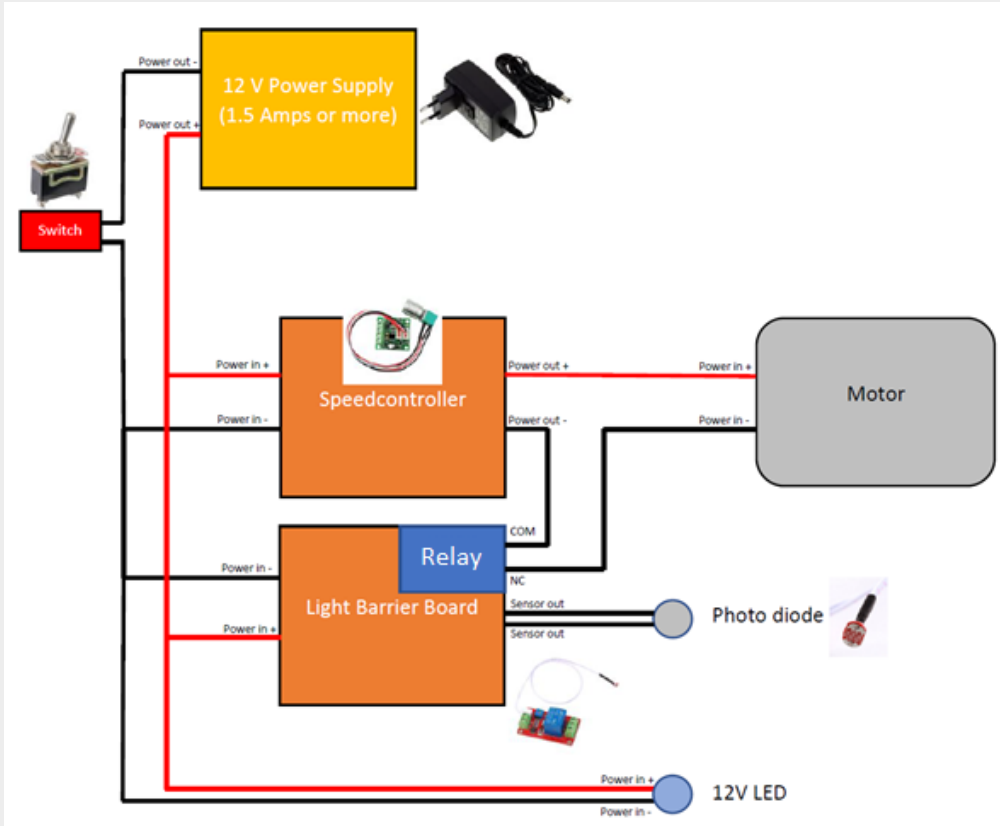 Power out -
12 V Power Supply
(1.5 Amps or more)
Power out +
Switch
Power in +
Speedcontroller
Power out +
Power in +
Motor
Power in -
Power out -
Power in -
COM
Relay
NC
Power in -
Light Barrier Board
Sensor out
Photo diode
Power in +
Sensor out
Power in +
12V LED
Power in -